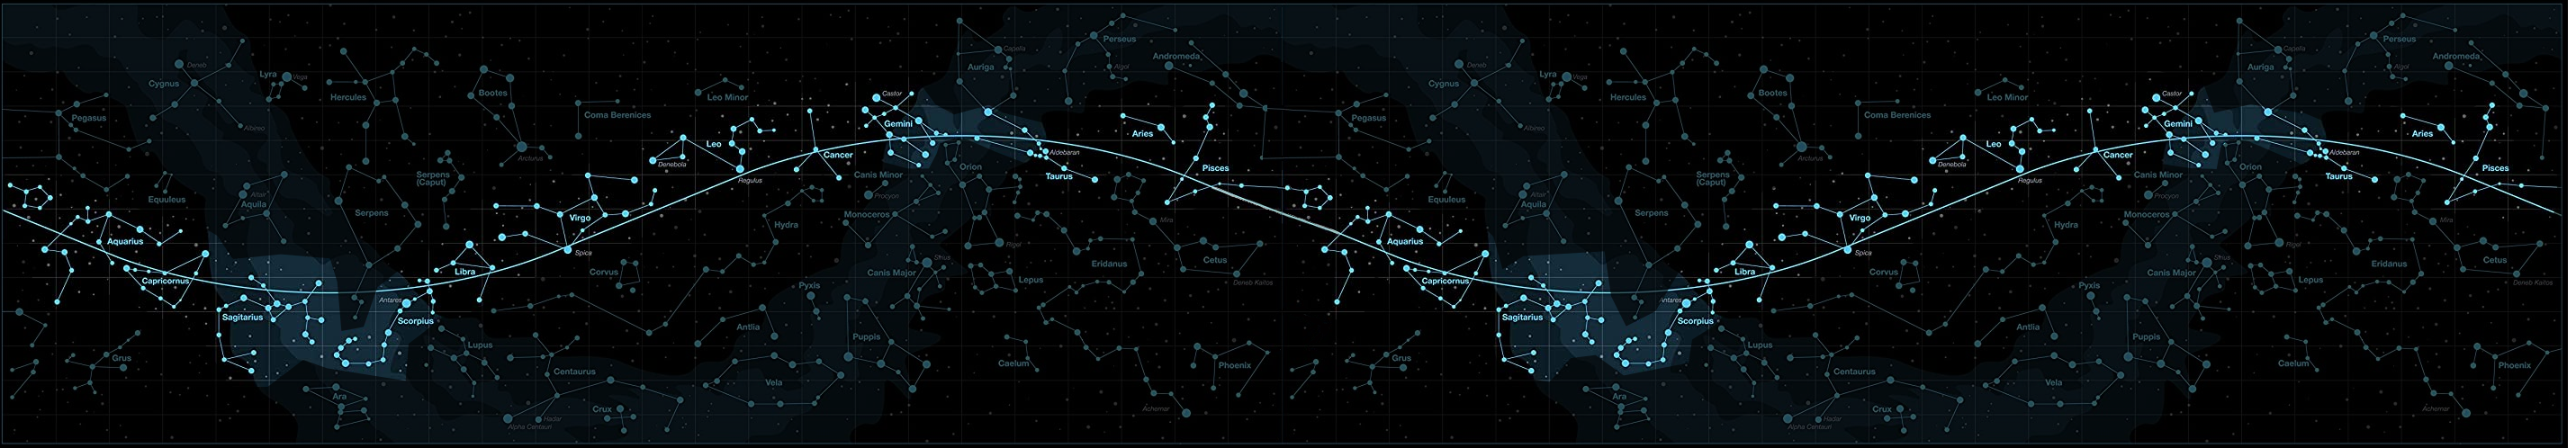 Perseus
Capella
Andromeda
Auriga
Algol
Deneb
Cygnus
Lyra
Vega
Hercules
Bootes
Leo Minor
Castor
Coma Berenices
Pegasus
Albireo
Gemini
Aries
Leo
Cancer
Arcturus
Denebola
Regulus
Aldebaran
Taurus
Orion
Pisces
Canis Minor
Procyon
Serpens
(Caput)
Equuleus
Altair
Aquila
Serpens
Virgo
Hydra
Monoceros
Mira
Aquarius
Spica
Rigel
Cetus
Eridanus
Sirius
Canis Major
Libra
Corvus
Capricornus
Lepus
Deneb Kaitos
Pyxis
Antares
Sagitarius
Scorpius
Antlia
Puppis
Lupus
Grus
Caelum
Phoenix
Centaurus
Vela
Ara
Crux
Achernar
Hadar
Alpha Centauri
Perseus
Capella
Andromeda
Auriga
Algol
Deneb
Cygnus
Lyra
Vega
Hercules
Bootes
Leo Minor
Castor
Coma Berenices
Pegasus
Albireo
Gemini
Aries
Leo
Cancer
Arcturus
Denebola
Regulus
Aldebaran
Taurus
Orion
Pisces
Canis Minor
Procyon
Serpens
(Caput)
Equuleus
Altair
Aquila
Serpens
Virgo
Hydra
Monoceros
Mira
Aquarius
Spica
Rigel
Cetus
Eridanus
Sirius
Canis Major
Libra
Corvus
Capricornus
Lepus
Deneb Kaitos
Pyxis
Antares
Sagitarius
Scorpius
Antlia
Puppis
Lupus
Grus
Caelum
Phoenix
Centaurus
Vela
Ara
Crux
Achernar
Hadar
Alpha Centauri